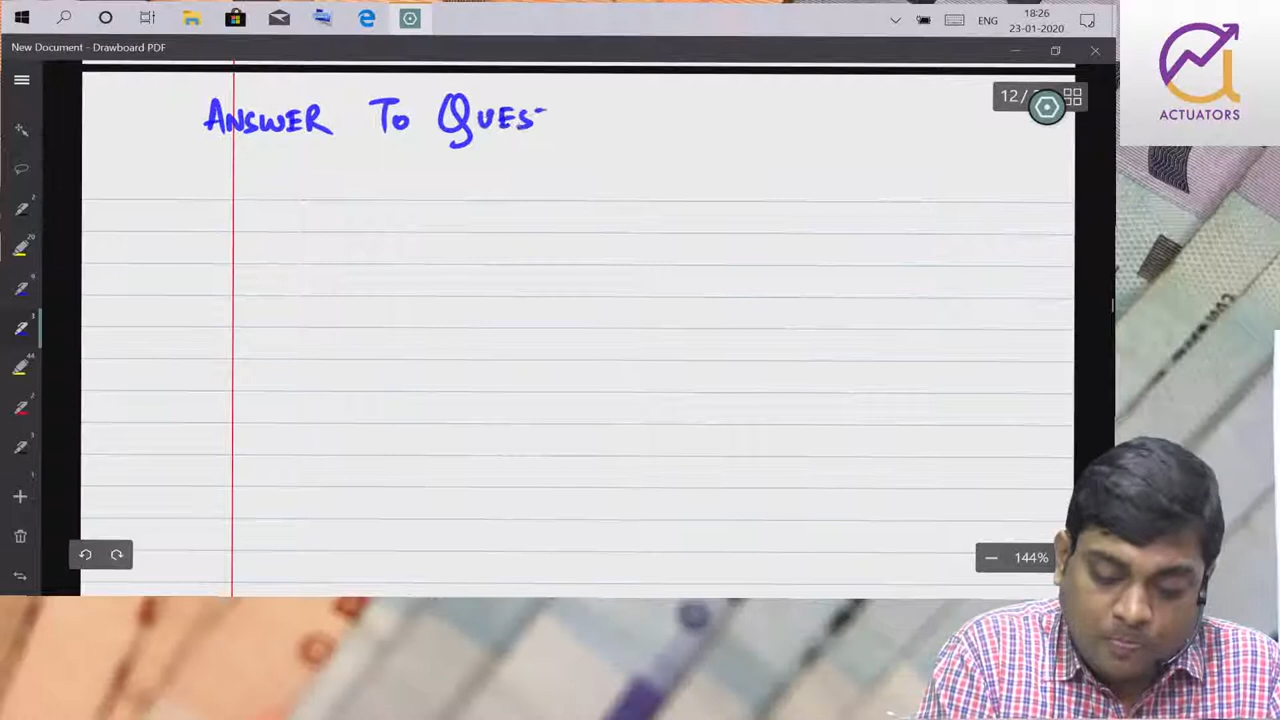 ENG
18:26
23-01-2020
New Document - Drawboard PDF
ANSWER TO QUES
12 /
144%
ACTUATORS